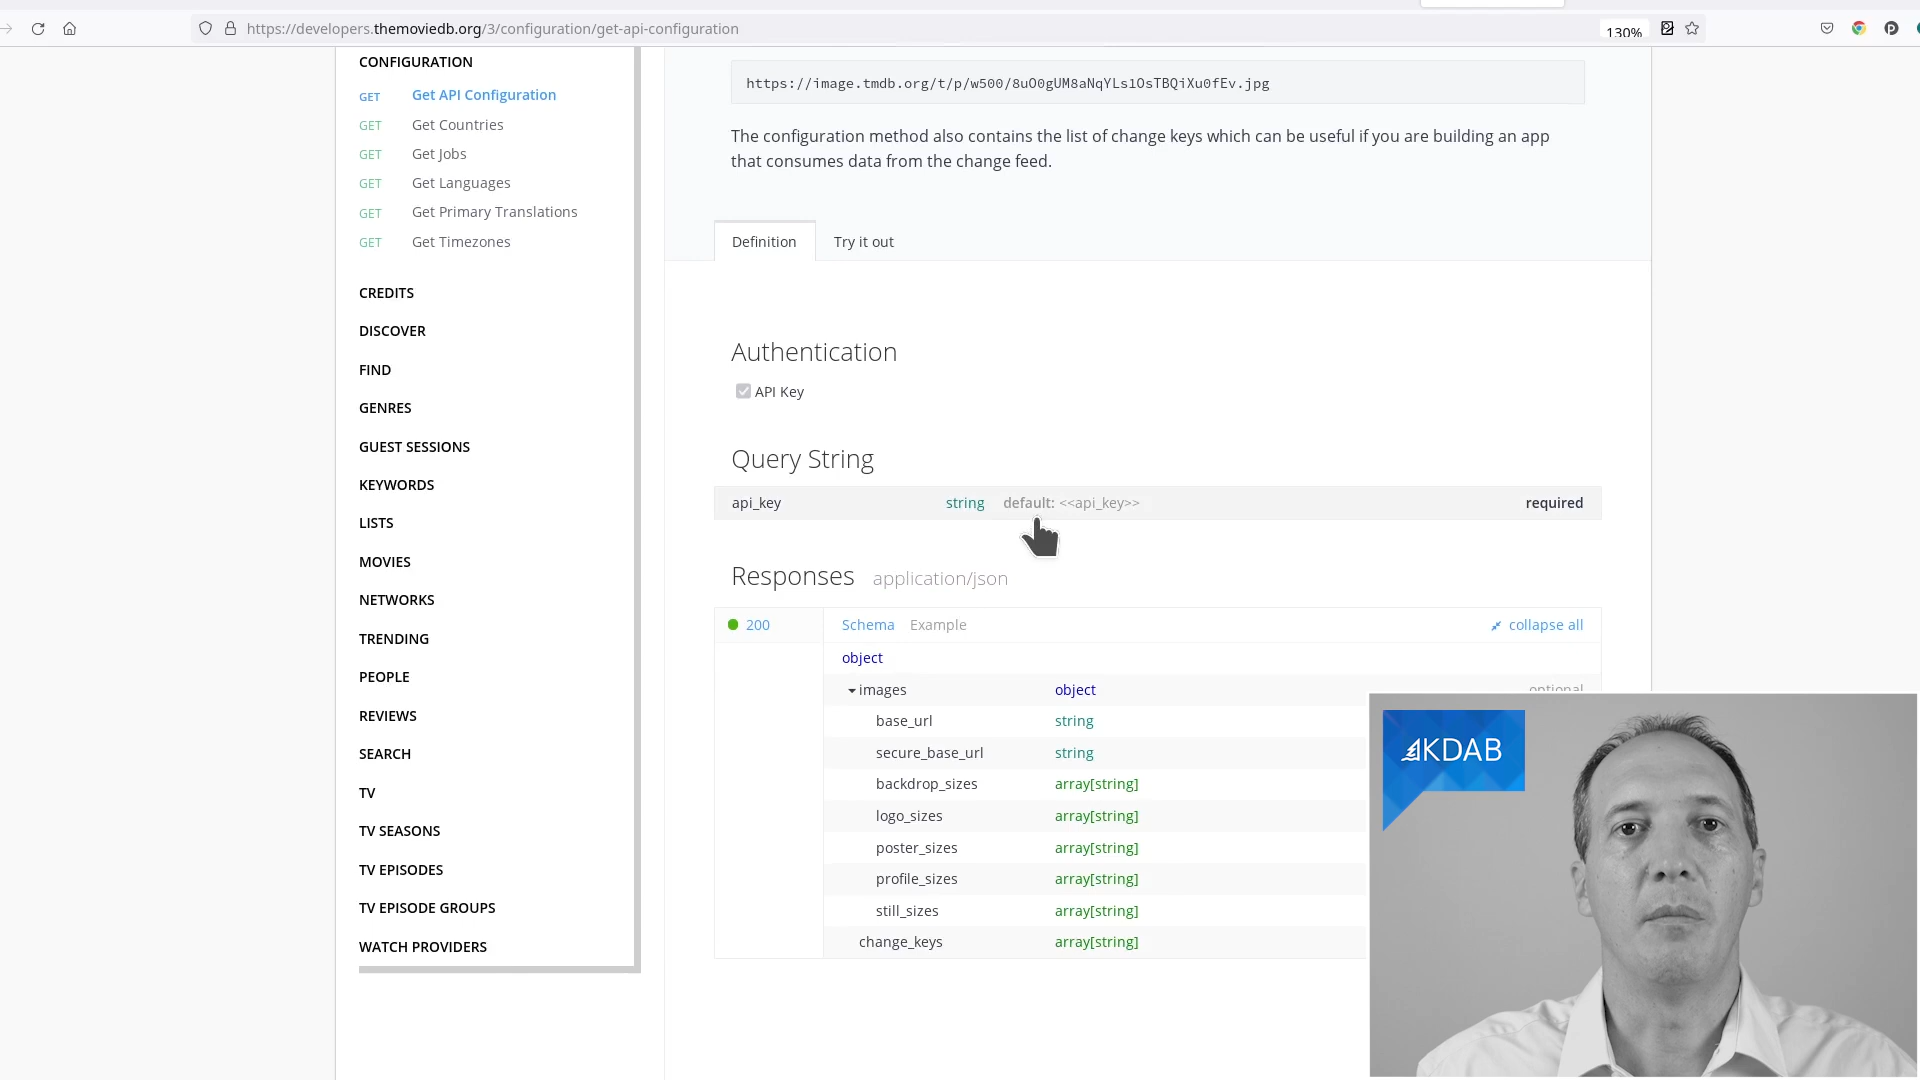 https://developers.themoviedb.org/3/configuration/get-api-configuration
130%
CONFIGURATION
GET Get API Configuration
GET Get Countries
GET Get Jobs
GET Get Languages
GET Get Primary Translations
GET Get Timezones
CREDITS
DISCOVER
FIND
GENRES
GUEST SESSIONS
KEYWORDS
LISTS
MOVIES
NETWORKS
TRENDING
PEOPLE
REVIEWS
SEARCH
TV
TV SEASONS
TV EPISODES
TV EPISODE GROUPS
WATCH PROVIDERS
https://image.tmdb.org/t/p/w500/8uO0gUM8aNqYLs1OsTBQiXu0fEv.jpg
The configuration method also contains the list of change keys which can be useful if you are building an app
that consumes data from the change feed.
Definition Try it out
Authentication
API Key
Query String
api_key string default: <<api_key>> required
Responses application/json
200 Schema Example collapse all
object
images object optional
base_url string
secure_base_url string
backdrop_sizes array[string]
logo_sizes array[string]
poster_sizes array[string]
profile_sizes array[string]
still_sizes array[string]
change_keys array[string]
KDAB